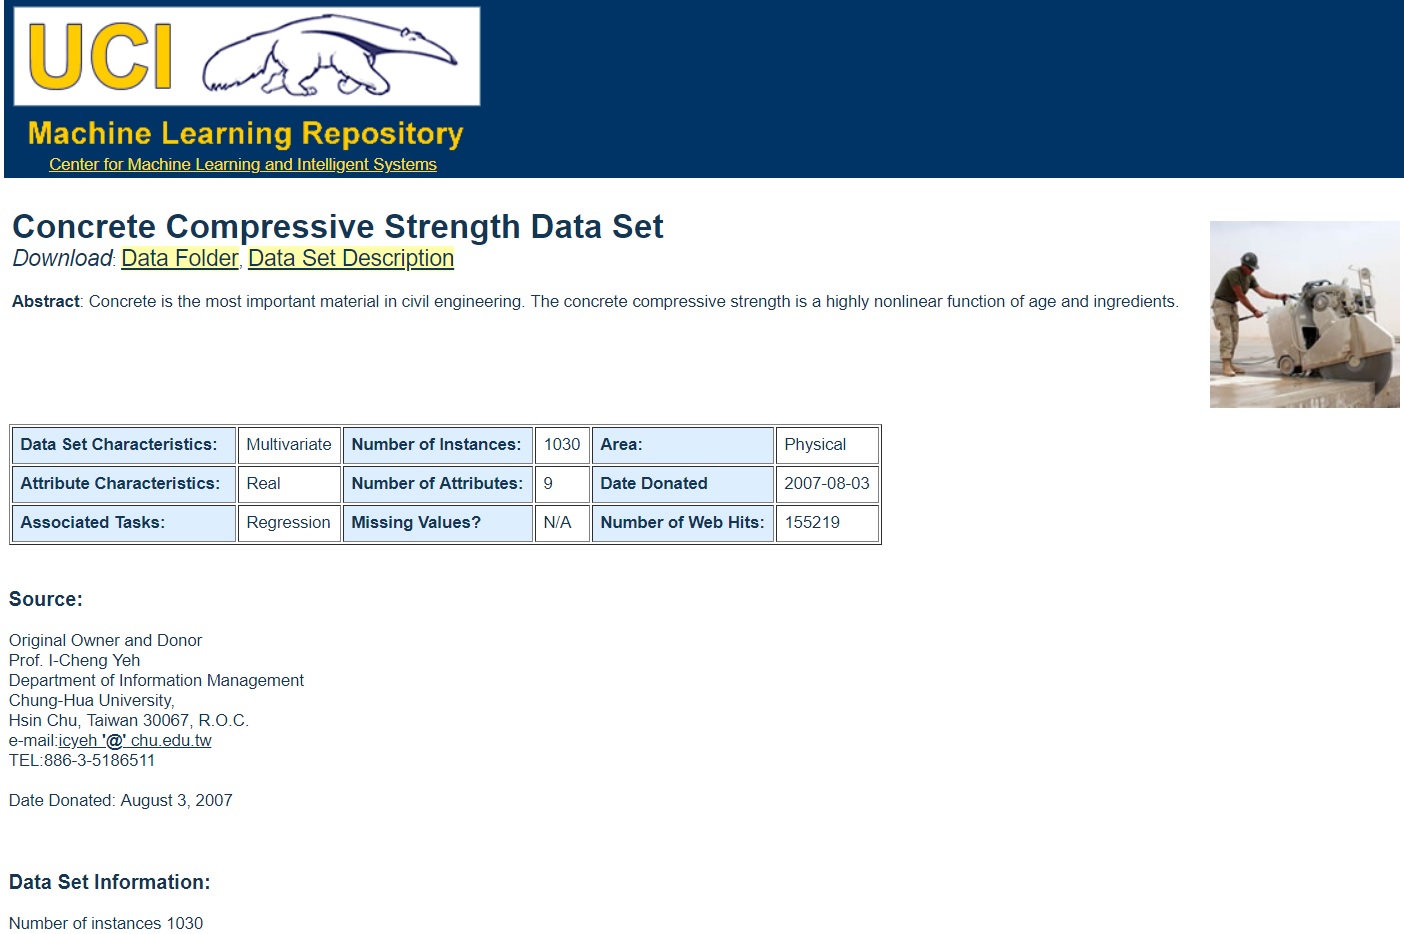 UCI
Machine Learning Repository
Center for Machine Learning and Intelligent Systems
Concrete Compressive Strength Data Set
Download: Data Folder, Data Set Description
Abstract: Concrete is the most important material in civil engineering. The concrete compressive strength is a highly nonlinear function of age and ingredients.
Data Set Characteristics: Multivariate Number of Instances: 1030 Area: Physical
Attribute Characteristics: Real Number of Attributes: 9 Date Donated 2007-08-03
Associated Tasks: Regression Missing Values? N/A Number of Web Hits: 155219
Source:
Original Owner and Donor
Prof. I-Cheng Yeh
Department of Information Management
Chung-Hua University,
Hsin Chu, Taiwan 30067, R.O.C.
e-mail:icyeh '@' chu.edu.tw
TEL:886-3-5186511
Date Donated: August 3, 2007
Data Set Information:
Number of instances 1030